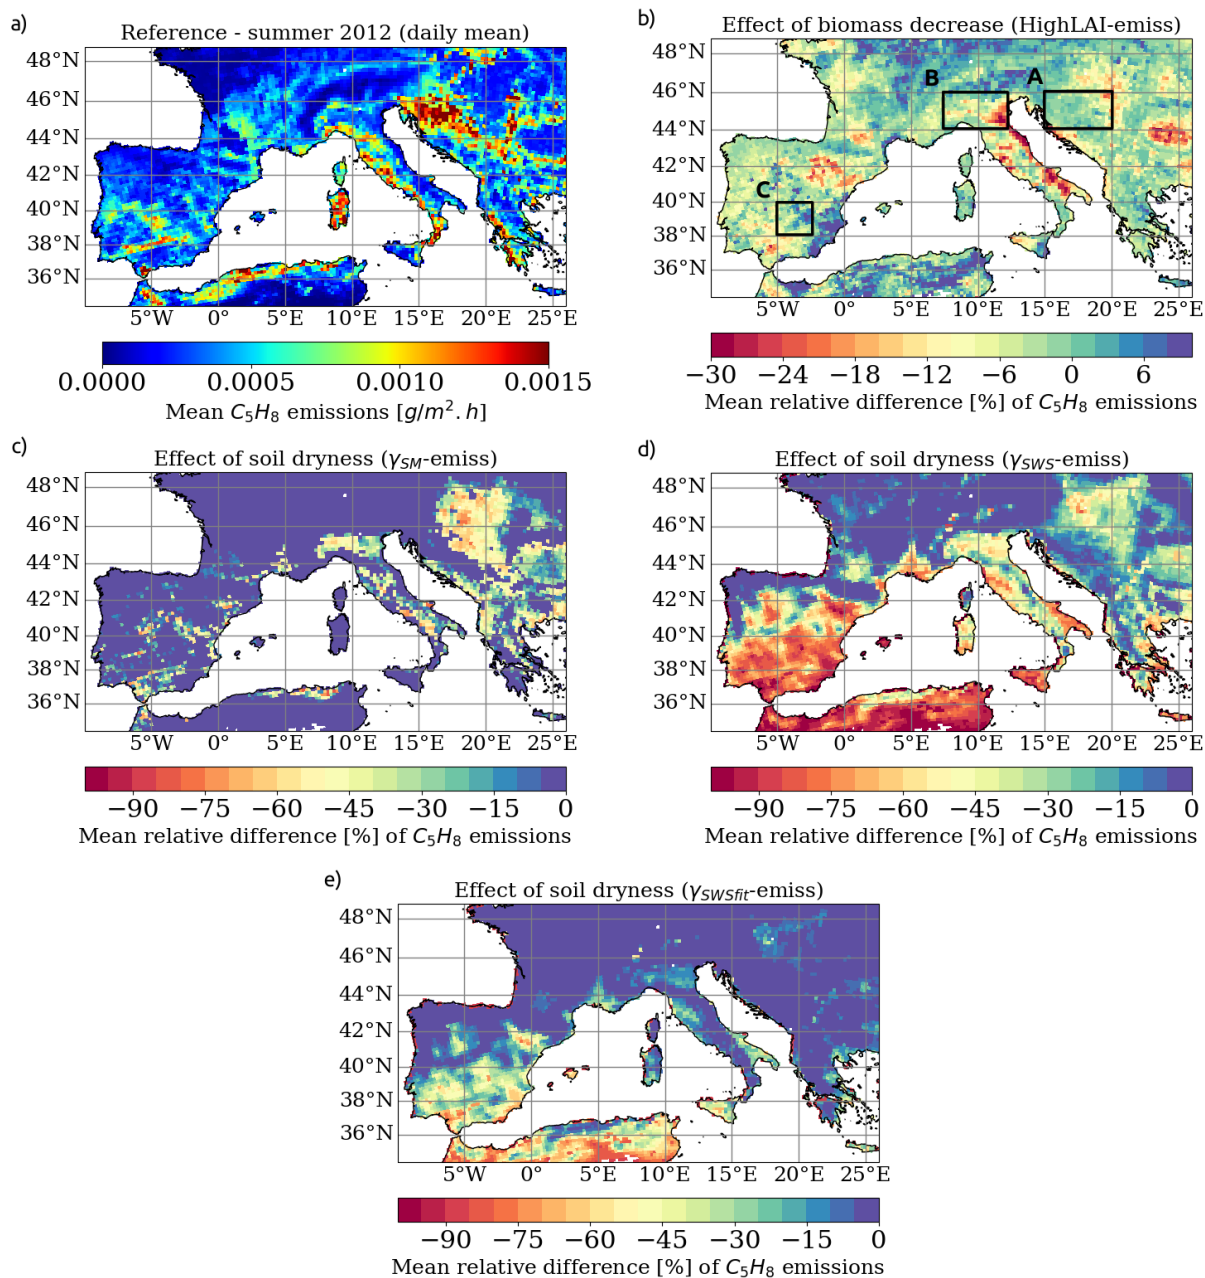 a)
Reference - summer 2012 (daily mean)
48°N
46°N
44°N
42°N
40°N
38°N
36°N
5°W 0° 5°E 10°E 15°E 20°E 25°E
0.0000 0.0005 0.0010 0.0015
Mean C₅H₈ emissions [g/m². h]
b)
Effect of biomass decrease (HighLAI-emiss)
48°N
46°N
44°N
42°N
40°N
38°N
36°N
B
A
C
5°W 0° 5°E 10°E 15°E 20°E 25°E
−30 −24 −18 −12 −6 0 6
Mean relative difference [%] of C₅H₈ emissions
c)
Effect of soil dryness (γSM-emiss)
48°N
46°N
44°N
42°N
40°N
38°N
36°N
5°W 0° 5°E 10°E 15°E 20°E 25°E
−90 −75 −60 −45 −30 −15 0
Mean relative difference [%] of C₅H₈ emissions
d)
Effect of soil dryness (γSWS-emiss)
48°N
46°N
44°N
42°N
40°N
38°N
36°N
5°W 0° 5°E 10°E 15°E 20°E 25°E
−90 −75 −60 −45 −30 −15 0
Mean relative difference [%] of C₅H₈ emissions
e)
Effect of soil dryness (γSWSfit-emiss)
48°N
46°N
44°N
42°N
40°N
38°N
36°N
5°W 0° 5°E 10°E 15°E 20°E 25°E
−90 −75 −60 −45 −30 −15 0
Mean relative difference [%] of C₅H₈ emissions